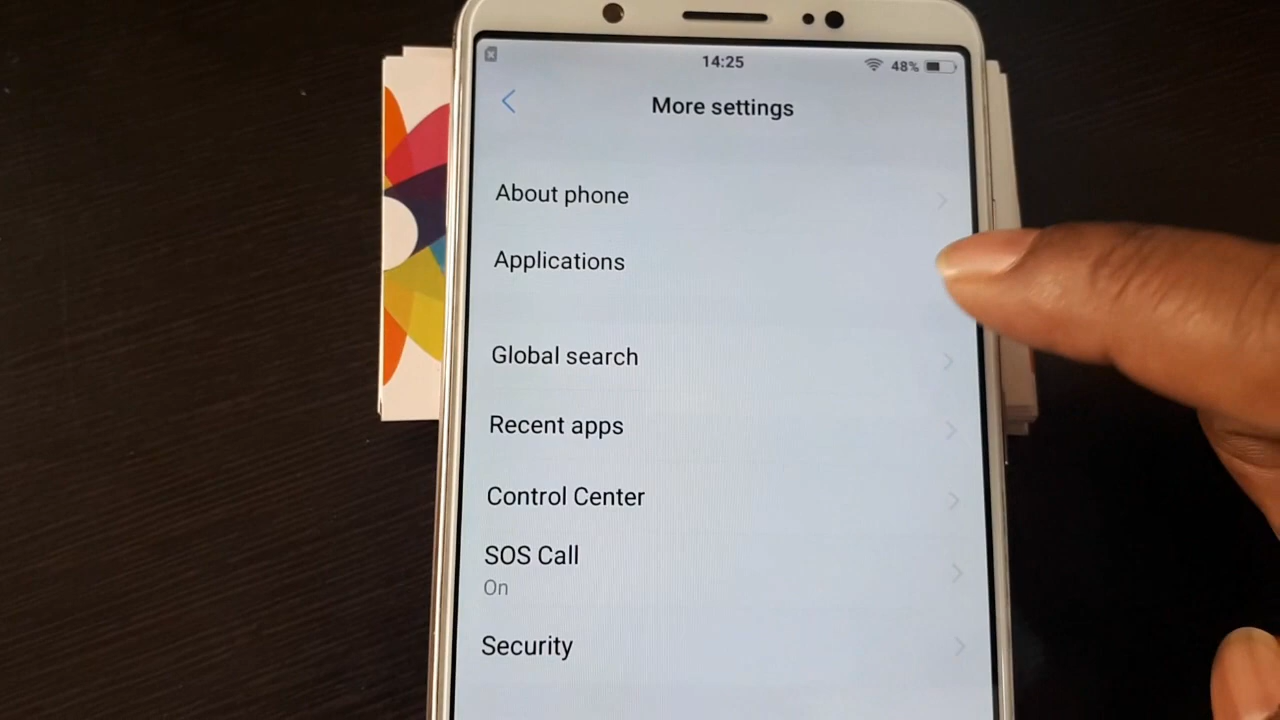 14:25
48%
More settings
About phone
Applications
Global search
Recent apps
Control Center
SOS Call
On
Security